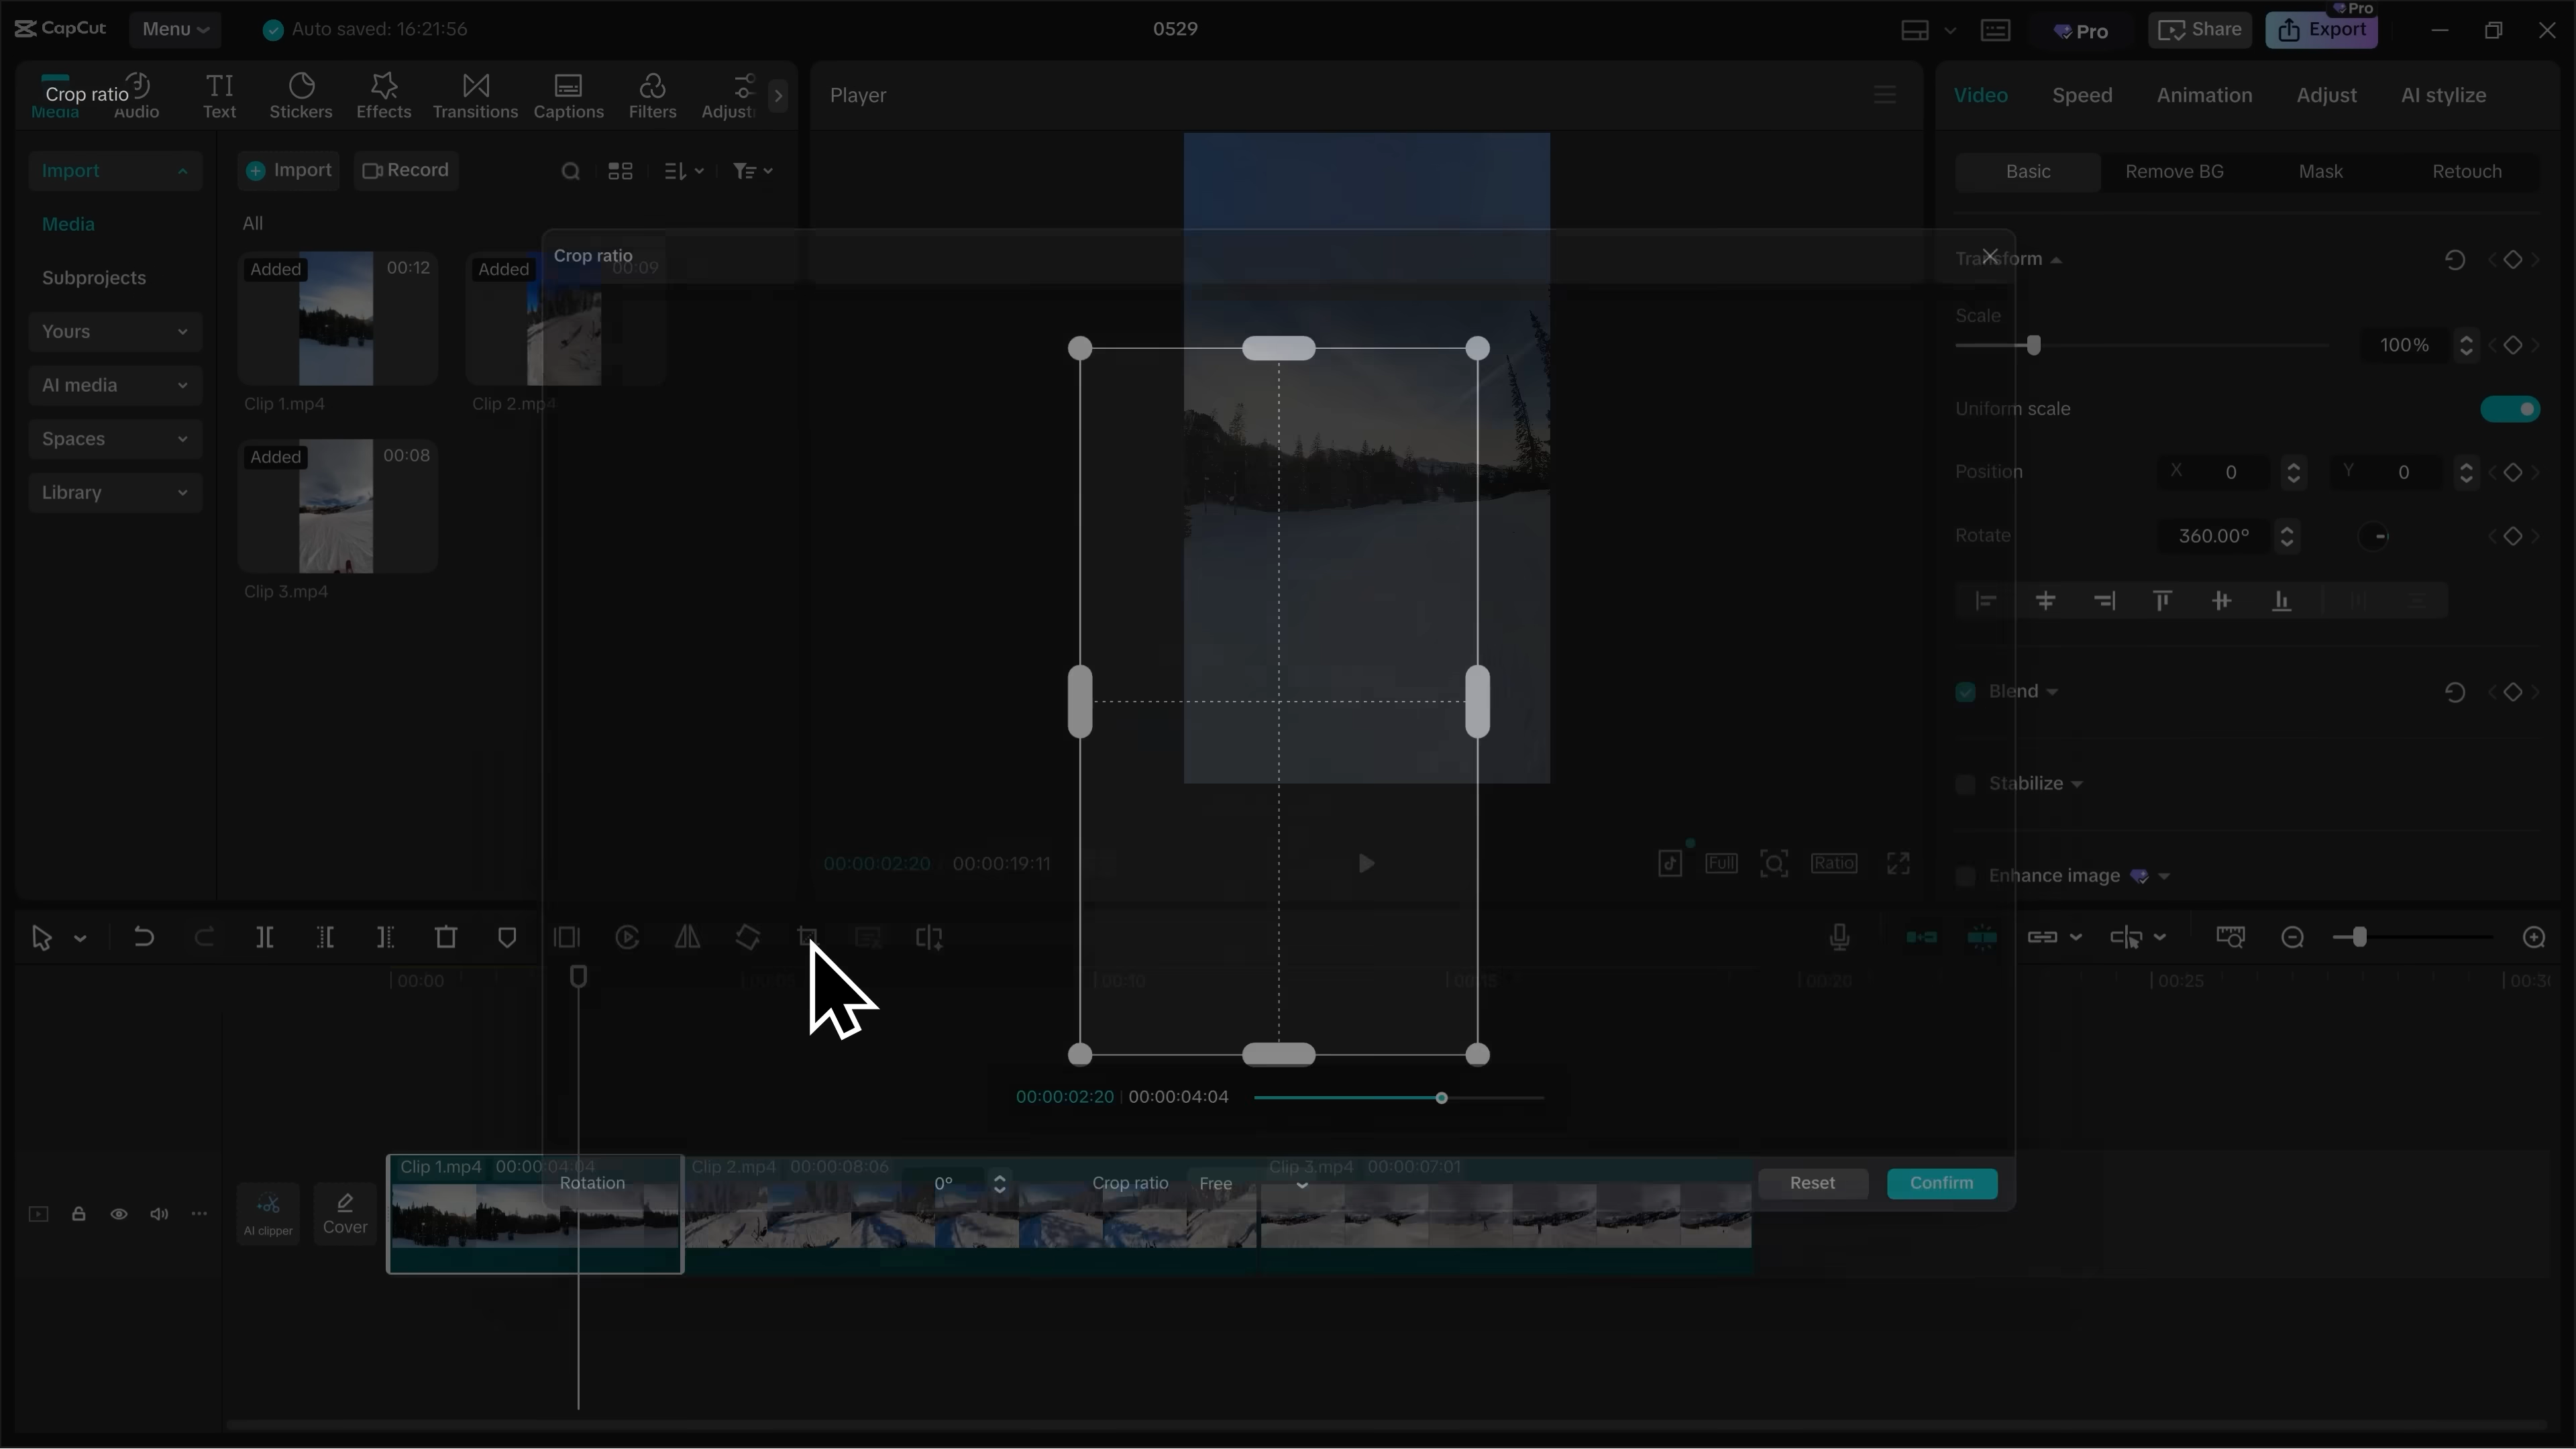 CapCut
Menu
Auto saved: 16:21:56
0529
Pro
Share
Export
Pro
Crop ratio
Media
Audio
Text
Stickers
Effects
Transitions
Captions
Filters
Player
Video
Speed
Animation
Adjust
AI stylize
Import
Import
Record
Basic
Remove BG
Mask
Retouch
Media
All
Crop ratio
Transform
Subprojects
Added
00:12
Added
00:09
Scale
100%
Yours
AI media
Clip 1.mp4
Clip 2.mp4
Uniform scale
Spaces
Added
00:08
Position
X 0
Y 0
Library
Rotate
360.00°
Clip 3.mp4
Blend
Stabilize
00:00:02:20
00:00:19:11
Full
Ratio
Enhance image
00:00
00:05
00:10
00:15
00:20
00:25
00:00:02:20 | 00:00:04:04
Clip 1.mp4 00:00:04:04
Clip 2.mp4 00:00:08:06
Clip 3.mp4 00:00:07:01
Rotation
0°
Crop ratio
Free
Reset
Confirm
AI clipper
Cover